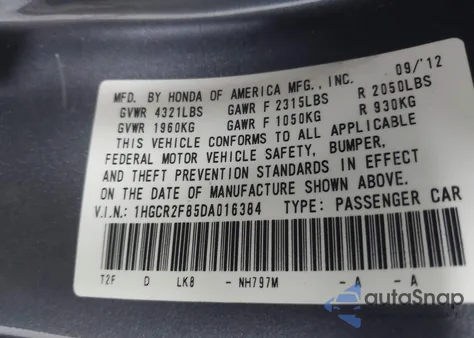 MFD. BY HONDA OF AMERICA MFG., INC. 09/'12
GVWR 4321LBS GAWR F 2315LBS R 2050LBS
GVWR 1960KG GAWR F 1050KG R 930KG
THIS VEHICLE CONFORMS TO ALL APPLICABLE
FEDERAL MOTOR VEHICLE SAFETY, BUMPER,
AND THEFT PREVENTION STANDARDS IN EFFECT
ON THE DATE OF MANUFACTURE SHOWN ABOVE.
V.I.N.: 1HGCR2F85DA016384 TYPE: PASSENGER CAR
T2F D LK8 - NH797M - A - A
autoSnap